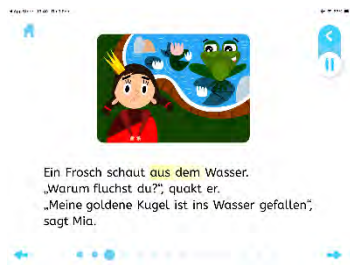 Ein Frosch schaut aus dem Wasser.
„Warum fluchst du?“, quakt er.
„Meine goldene Kugel ist ins Wasser gefallen“,
sagt Mia.